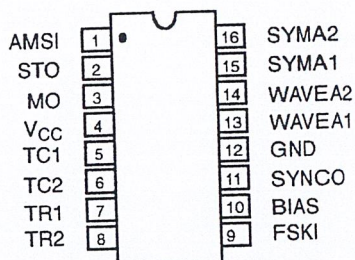 AMSI 1 16 SYMA2
STO 2 15 SYMA1
MO 3 14 WAVEA2
VCC 4 13 WAVEA1
TC1 5 12 GND
TC2 6 11 SYNCO
TR1 7 10 BIAS
TR2 8 9 FSKI